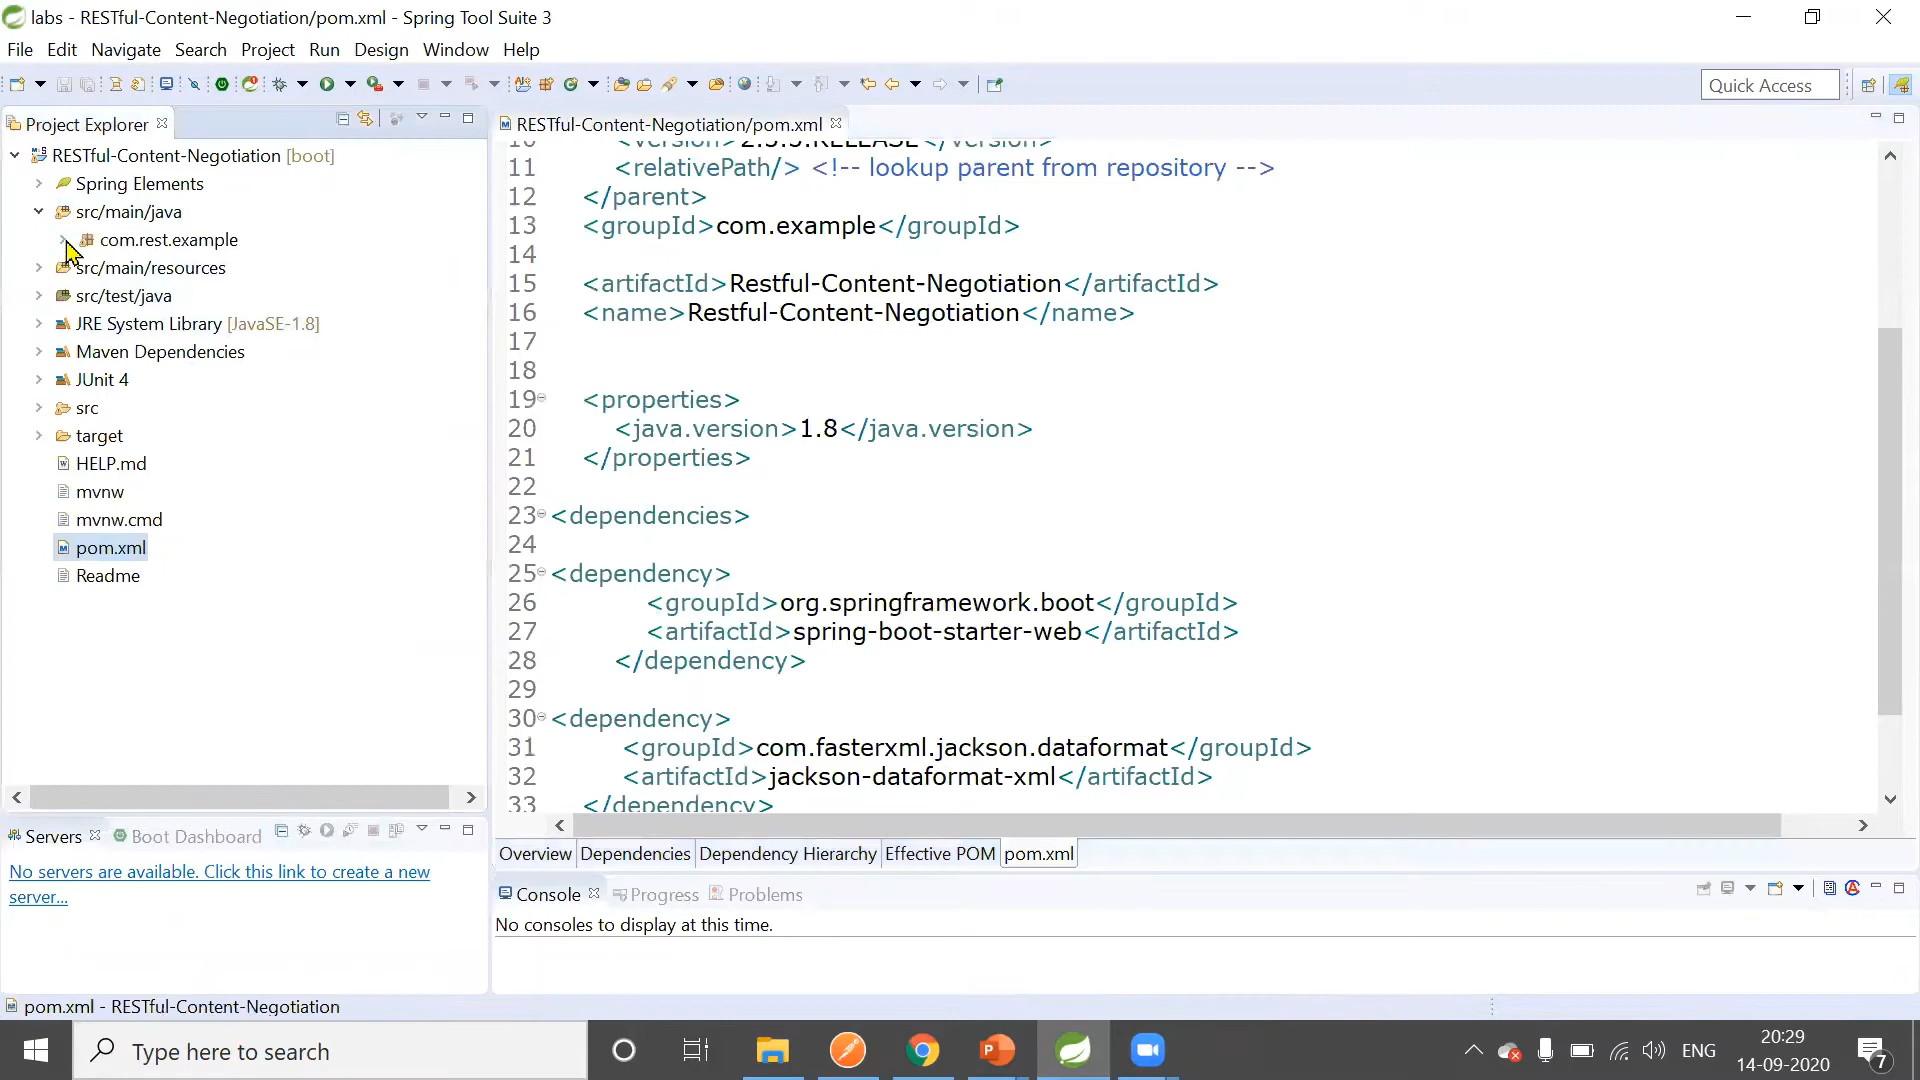 labs - RESTful-Content-Negotiation/pom.xml - Spring Tool Suite 3
File Edit Navigate Search Project Run Design Window Help
Quick Access
Project Explorer
RESTful-Content-Negotiation [boot]
Spring Elements
src/main/java
com.rest.example
src/main/resources
src/test/java
JRE System Library [JavaSE-1.8]
Maven Dependencies
JUnit 4
src
target
HELP.md
mvnw
mvnw.cmd
pom.xml
Readme
Servers Boot Dashboard
No servers are available. Click this link to create a new
server...
RESTful-Content-Negotiation/pom.xml
10 <version>2.3.3.RELEASE</version>
11 <relativePath/> <!-- lookup parent from repository -->
12 </parent>
13 <groupId>com.example</groupId>
14
15 <artifactId>Restful-Content-Negotiation</artifactId>
16 <name>Restful-Content-Negotiation</name>
17
18
19 <properties>
20 <java.version>1.8</java.version>
21 </properties>
22
23 <dependencies>
24
25 <dependency>
26 <groupId>org.springframework.boot</groupId>
27 <artifactId>spring-boot-starter-web</artifactId>
28 </dependency>
29
30 <dependency>
31 <groupId>com.fasterxml.jackson.dataformat</groupId>
32 <artifactId>jackson-dataformat-xml</artifactId>
33 </dependency>
Overview Dependencies Dependency Hierarchy Effective POM pom.xml
Console Progress Problems
No consoles to display at this time.
pom.xml - RESTful-Content-Negotiation
Type here to search
ENG
20:29
14-09-2020
7